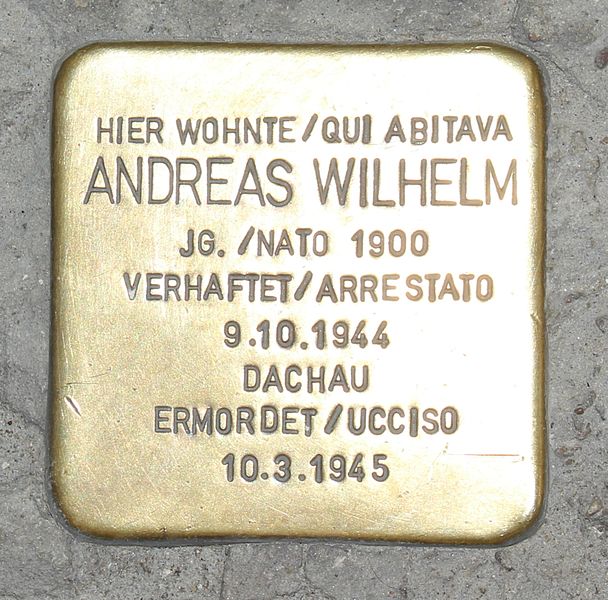 HIER WOHNTE/QUI ABITAVA
ANDREAS WILHELM
JG. /NATO 1900
VERHAFTET/ARRESTATO
9.10.1944
DACHAU
ERMORDET/UCCISO
10.3.1945